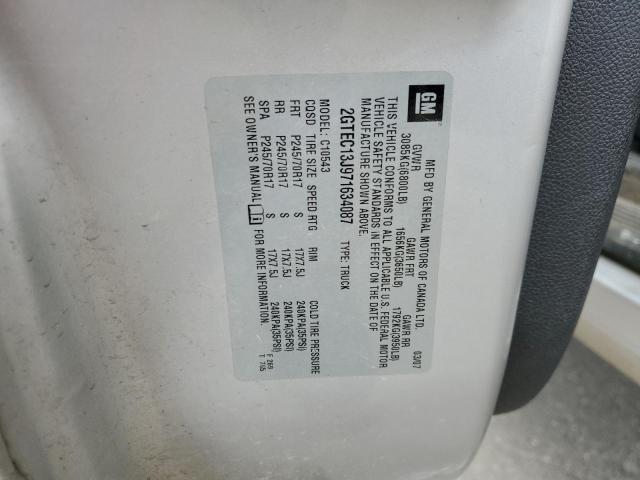 GM
MFD BY GENERAL MOTORS OF CANADA LTD. 03/07
GVWR GAWR FRT GAWR RR
3085KG(6800LB) 1656KG(3650LB) 1792KG(3950LB)
THIS VEHICLE CONFORMS TO ALL APPLICABLE U.S. FEDERAL MOTOR
VEHICLE SAFETY STANDARDS IN EFFECT ON THE DATE OF
MANUFACTURE SHOWN ABOVE.
2GTEC13J971634087 TYPE: TRUCK
MODEL: C10543
CQSD TIRE SIZE SPEED RTG RIM COLD TIRE PRESSURE
FRT P245/70R17 S 17X7.5J 240KPA(35PSI)
RR P245/70R17 S 17X7.5J 240KPA(35PSI)
SPA P245/70R17 S 17X7.5J 240KPA(35PSI)
SEE OWNER'S MANUAL FOR MORE INFORMATION.
F 269
T 765